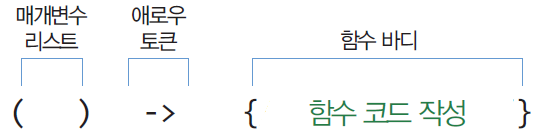 매개변수 애로우
리스트 토큰 함수 바디
( ) -> { 함수 코드 작성 }